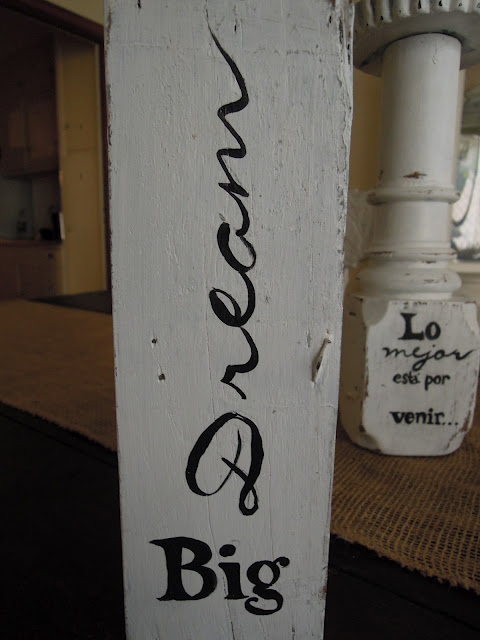 Dream
Big
Lo
mejor
está por
venir...